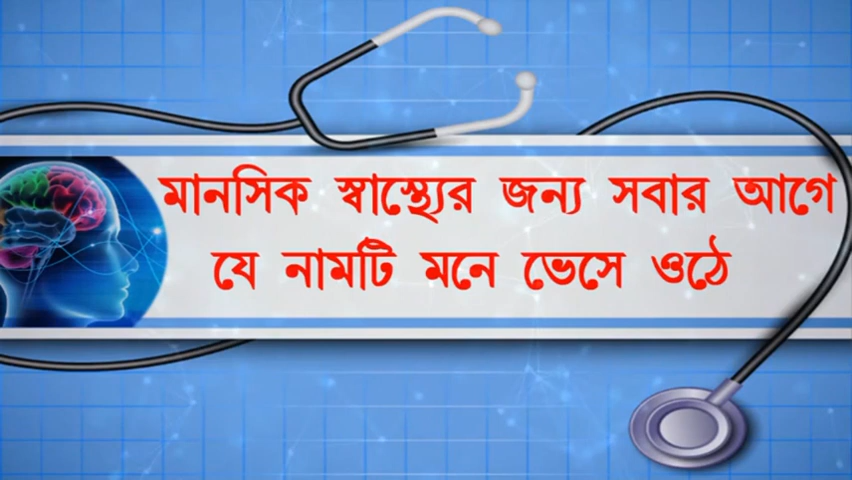 মানসিক স্বাস্থ্যের জন্য সবার আগে
যে নামটি মনে ভেসে ওঠে